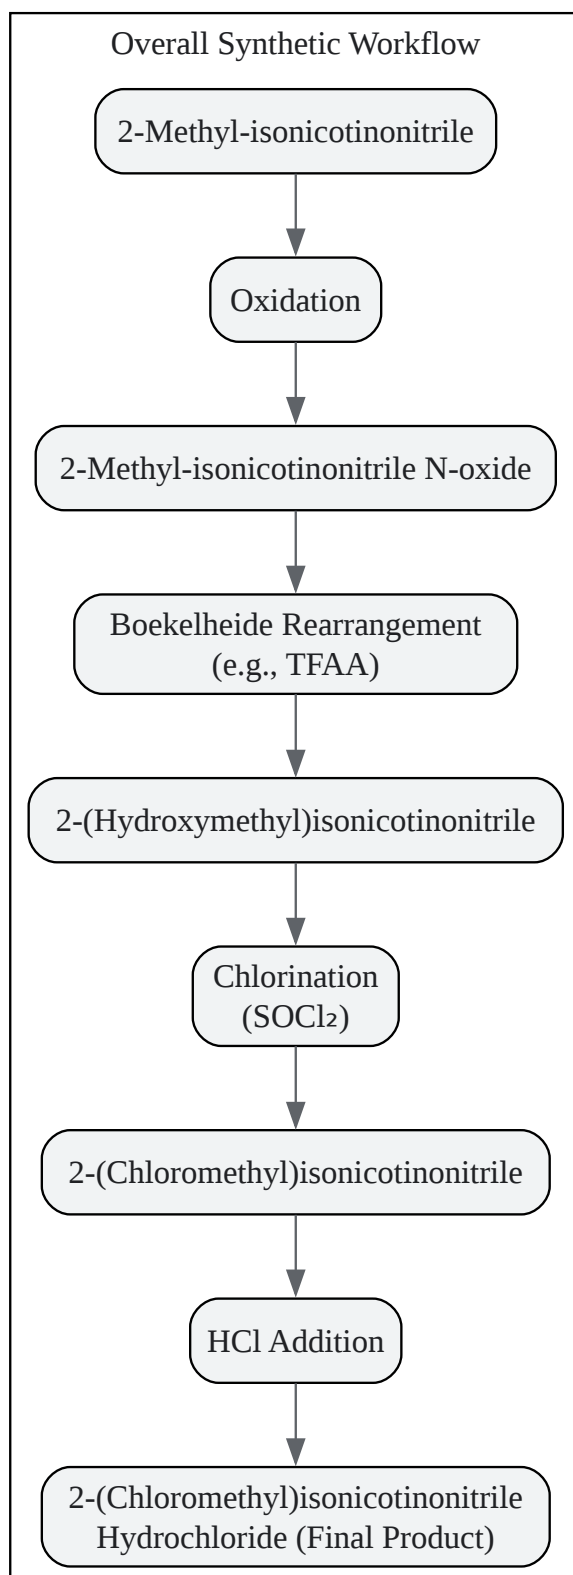 Overall Synthetic Workflow
2-Methyl-isonicotinonitrile
Oxidation
2-Methyl-isonicotinonitrile N-oxide
Boekelheide Rearrangement
(e.g., TFAA)
2-(Hydroxymethyl)isonicotinonitrile
Chlorination
(SOCl₂)
2-(Chloromethyl)isonicotinonitrile
HCl Addition
2-(Chloromethyl)isonicotinonitrile
Hydrochloride (Final Product)